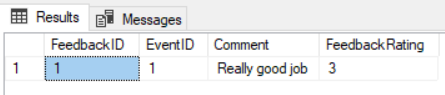 Results Messages
FeedbackID EventID Comment FeedbackRating
1 1 1 Really good job 3